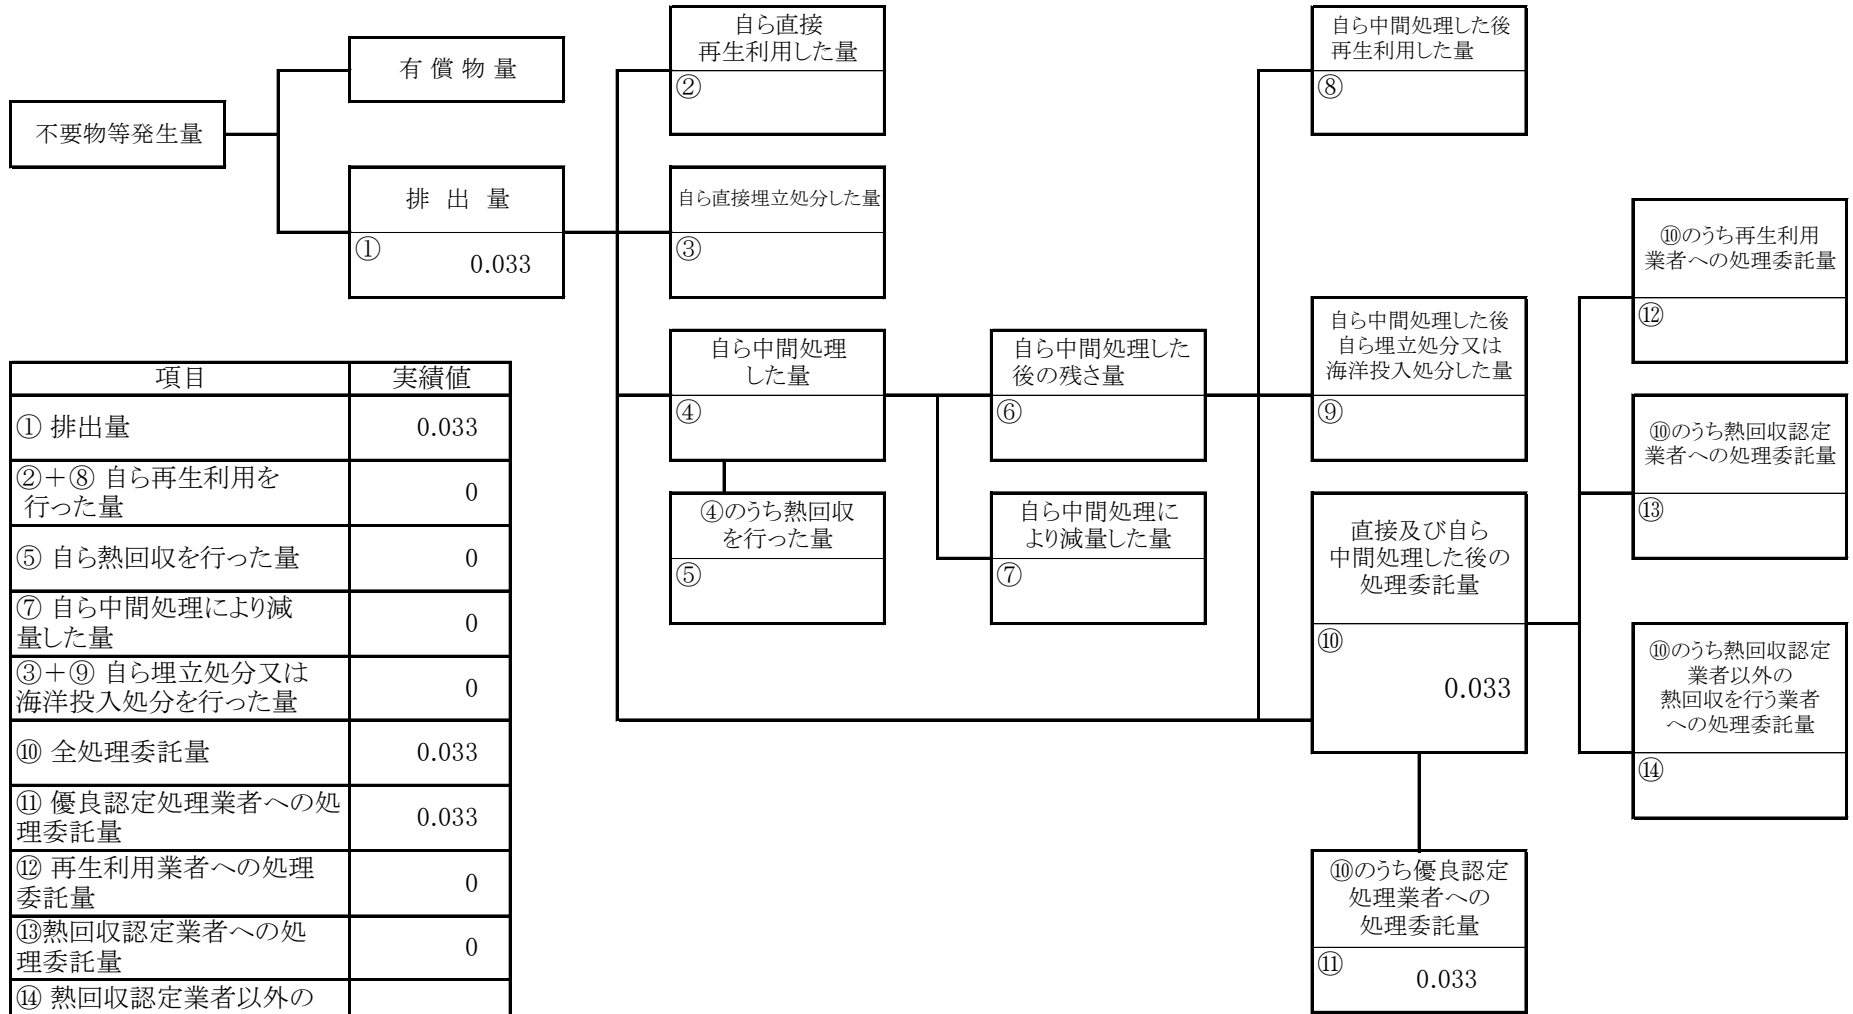 不要物等発生量
有 償 物 量
排 出 量
①
0.033
自ら直接
再生利用した量
②
自ら直接埋立処分した量
③
自ら中間処理
した量
④
④のうち熱回収
を行った量
⑤
自ら中間処理した
後の残さ量
⑥
自ら中間処理に
より減量した量
⑦
自ら中間処理した後
再生利用した量
⑧
自ら中間処理した後
自ら埋立処分又は
海洋投入処分した量
⑨
直接及び自ら
中間処理した後の
処理委託量
⑩
0.033
⑩のうち優良認定
処理業者への
処理委託量
⑪
0.033
⑩のうち再生利用
業者への処理委託量
⑫
⑩のうち熱回収認定
業者への処理委託量
⑬
⑩のうち熱回収認定
業者以外の
熱回収を行う業者
への処理委託量
⑭
項目 実績値
① 排出量 0.033
②+⑧ 自ら再生利用を
行った量 0
⑤ 自ら熱回収を行った量 0
⑦ 自ら中間処理により減
量した量 0
③+⑨ 自ら埋立処分又は
海洋投入処分を行った量 0
⑩ 全処理委託量 0.033
⑪ 優良認定処理業者への処
理委託量 0.033
⑫ 再生利用業者への処理
委託量 0
⑬熱回収認定業者への処
理委託量 0
⑭ 熱回収認定業者以外の